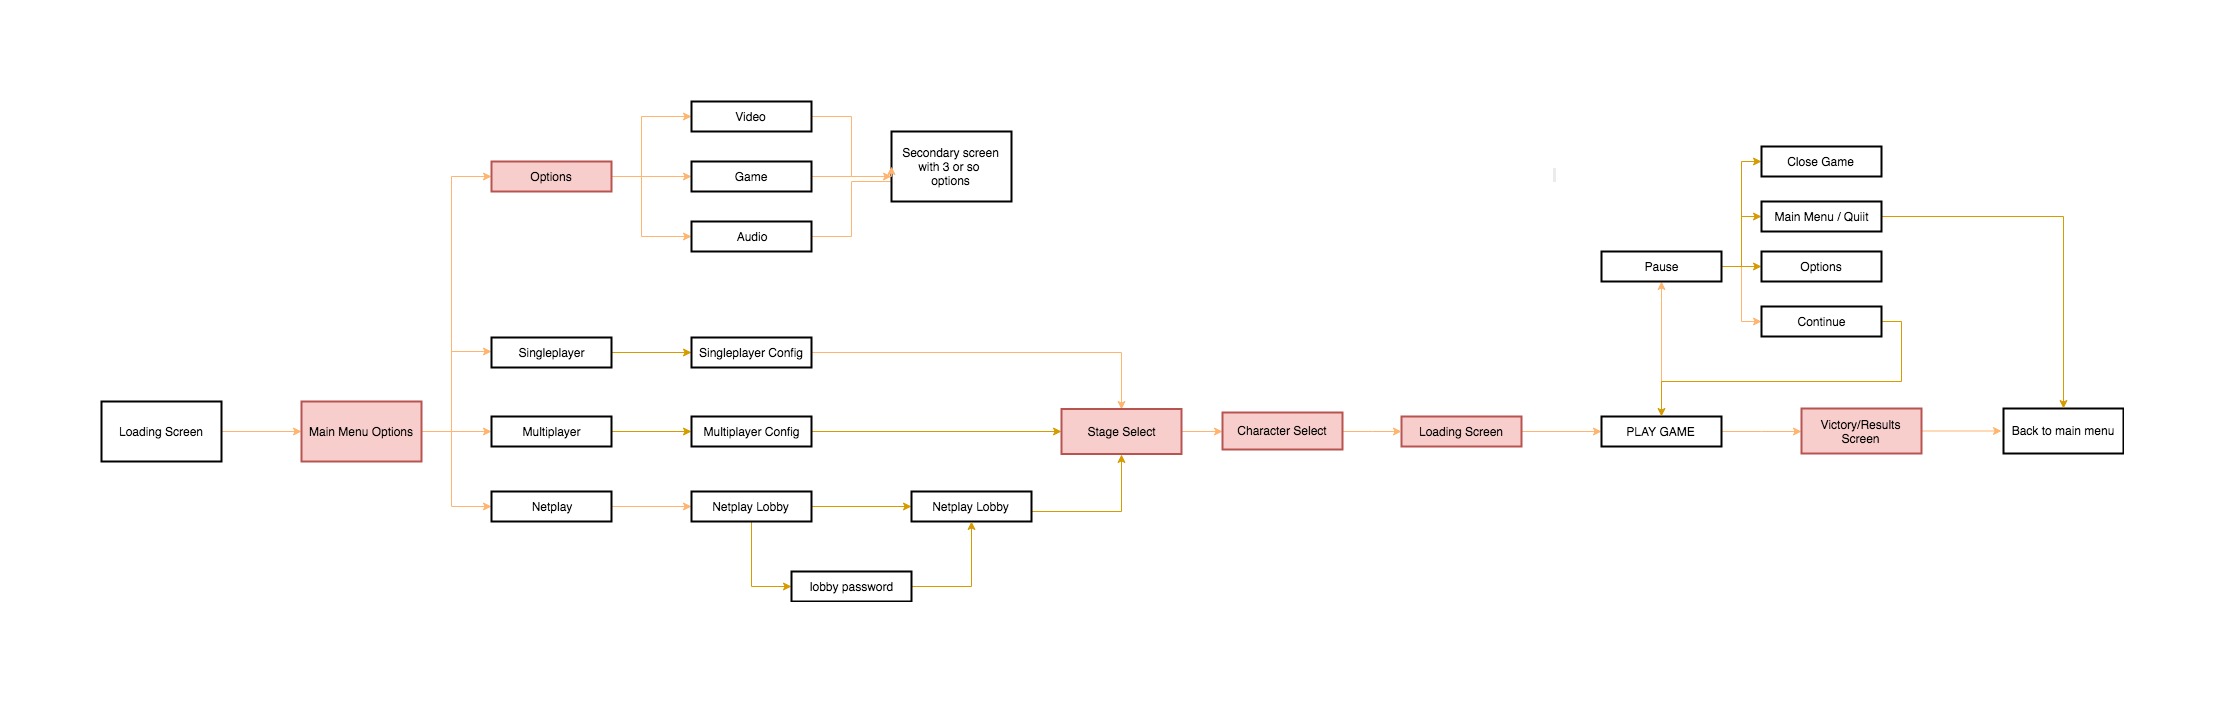 Video
Secondary screen
with 3 or so
options
Options
Game
Audio
Close Game
Main Menu / Quiit
Pause
Options
Continue
Singleplayer
Singleplayer Config
Loading Screen
Main Menu Options
Multiplayer
Multiplayer Config
Stage Select
Character Select
Loading Screen
PLAY GAME
Victory/Results
Screen
Back to main menu
Netplay
Netplay Lobby
Netplay Lobby
lobby password